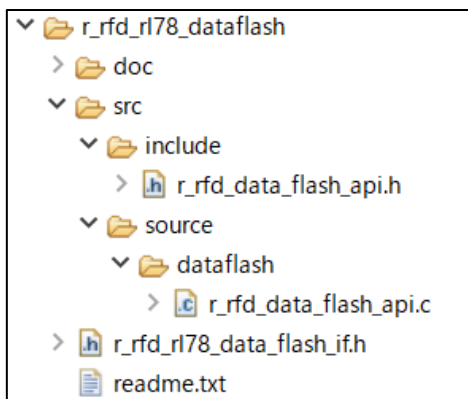 r_rfd_rl78_dataflash
doc
src
include
r_rfd_data_flash_api.h
source
dataflash
r_rfd_data_flash_api.c
r_rfd_rl78_data_flash_if.h
readme.txt